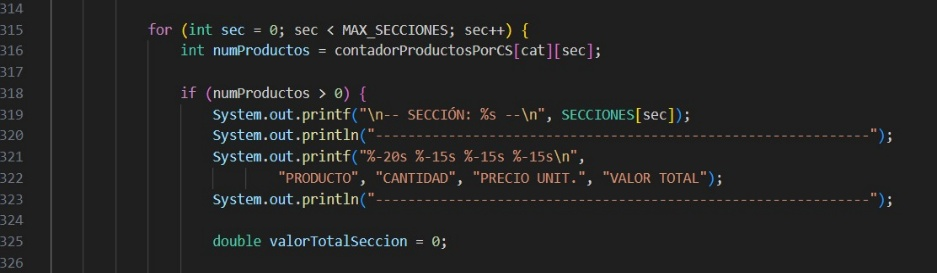 314
315 for (int sec = 0; sec < MAX_SECCIONES; sec++) {
316 int numProductos = contadorProductosPorCS[cat][sec];
317
318 if (numProductos > 0) {
319 System.out.printf("\n-- SECCIÓN: %s --\n", SECCIONES[sec]);
320 System.out.println("--------------------------------------------------------------");
321 System.out.printf("%-20s %-15s %-15s %-15s\n",
322 "PRODUCTO", "CANTIDAD", "PRECIO UNIT.", "VALOR TOTAL");
323 System.out.println("--------------------------------------------------------------");
324
325 double valorTotalSeccion = 0;
326